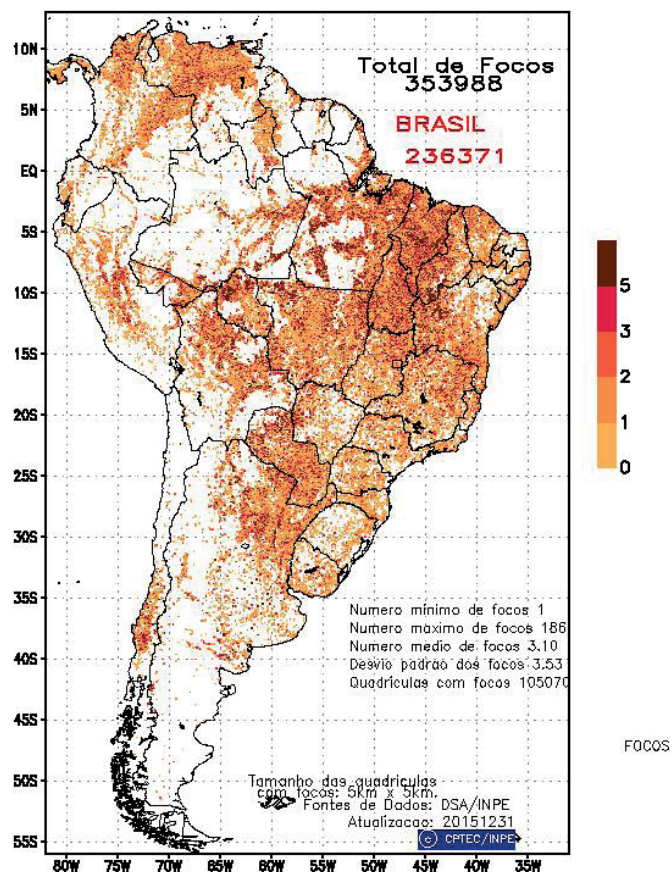 10N
5N
EQ
5S
10S
15S
20S
25S
30S
35S
40S
45S
50S
55S
80W 75W 70W 65W 60W 55W 50W 45W 40W 35W
Total de Focos
353988
BRASIL
236371
5
3
2
1
0
Numero mínimo de focos 1
Numero máximo de focos 186
Numero medio de focos 3.10
Desvio padrao dos focos 3.53
Quadriculas com focos 105070
FOCOS
Tamanho das quadriculas
com focos: 5Km x 5km.
Fontes de Dados: DSA/INPE
Atualizacao: 20151231
© CPTEC/INPE